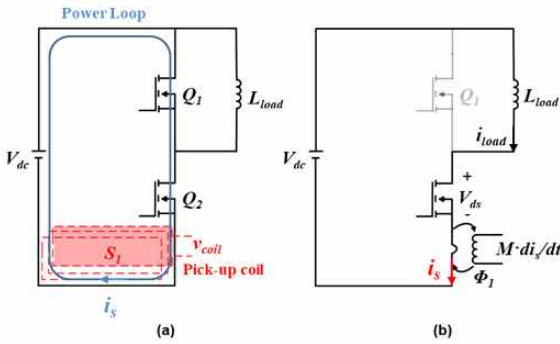 Power Loop
Q1
Lload
Vdc
Q2
vcoil
S1
Pick-up coil
is
(a)
Q1
Lload
iload
Vdc
+
Vds
-
M·dis/dt
is
Φ1
(b)